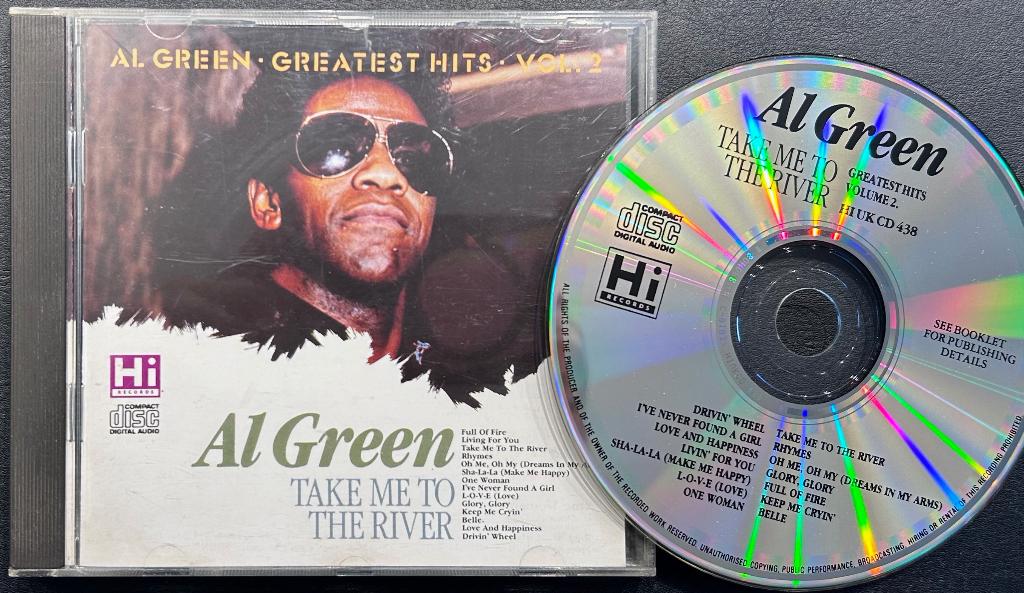 AL GREEN · GREATEST HITS · VOL. 2
Hi
RECORDS
COMPACT
disc
DIGITAL AUDIO
Al Green
TAKE ME TO
THE RIVER
Full Of Fire
Living For You
Take Me To The River
Rhymes
Oh Me, Oh My (Dreams In My A
Sha-La-La (Make Me Happy)
One Woman
I've Never Found A Girl
L-O-V-E (Love)
Glory, Glory
Keep Me Cryin'
Belle.
Love And Happiness
Drivin' Wheel
Al Green
TAKE ME TO
THE RIVER
GREATEST HITS
VOLUME 2.
HI UK CD 438
COMPACT
disc
DIGITAL AUDIO
Hi
RECORDS
SEE BOOKLET
FOR PUBLISHING
DETAILS
DRIVIN' WHEEL
I'VE NEVER FOUND A GIRL
LOVE AND HAPPINESS
LIVIN' FOR YOU
SHA-LA-LA (MAKE ME HAPPY)
L-O-V-E (LOVE)
ONE WOMAN
TAKE ME TO THE RIVER
RHYMES
OH ME, OH MY (DREAMS IN MY ARMS)
GLORY, GLORY
FULL OF FIRE
KEEP ME CRYIN'
BELLE
ALL RIGHTS OF THE PRODUCER AND OF THE OWNER OF THE RECORDED WORK RESERVED. UNAUTHORISED COPYING, PUBLIC PERFORMANCE, BROADCASTING, HIRING OR RENTAL OF THIS RECORDING PROHIBITED